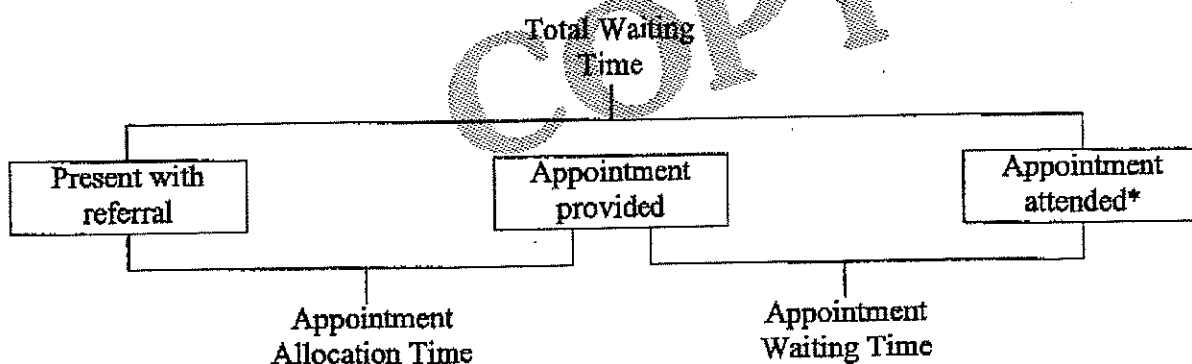 COPY
Total Waiting
Time
Present with
referral
Appointment
provided
Appointment
attended*
Appointment
Allocation Time
Appointment
Waiting Time